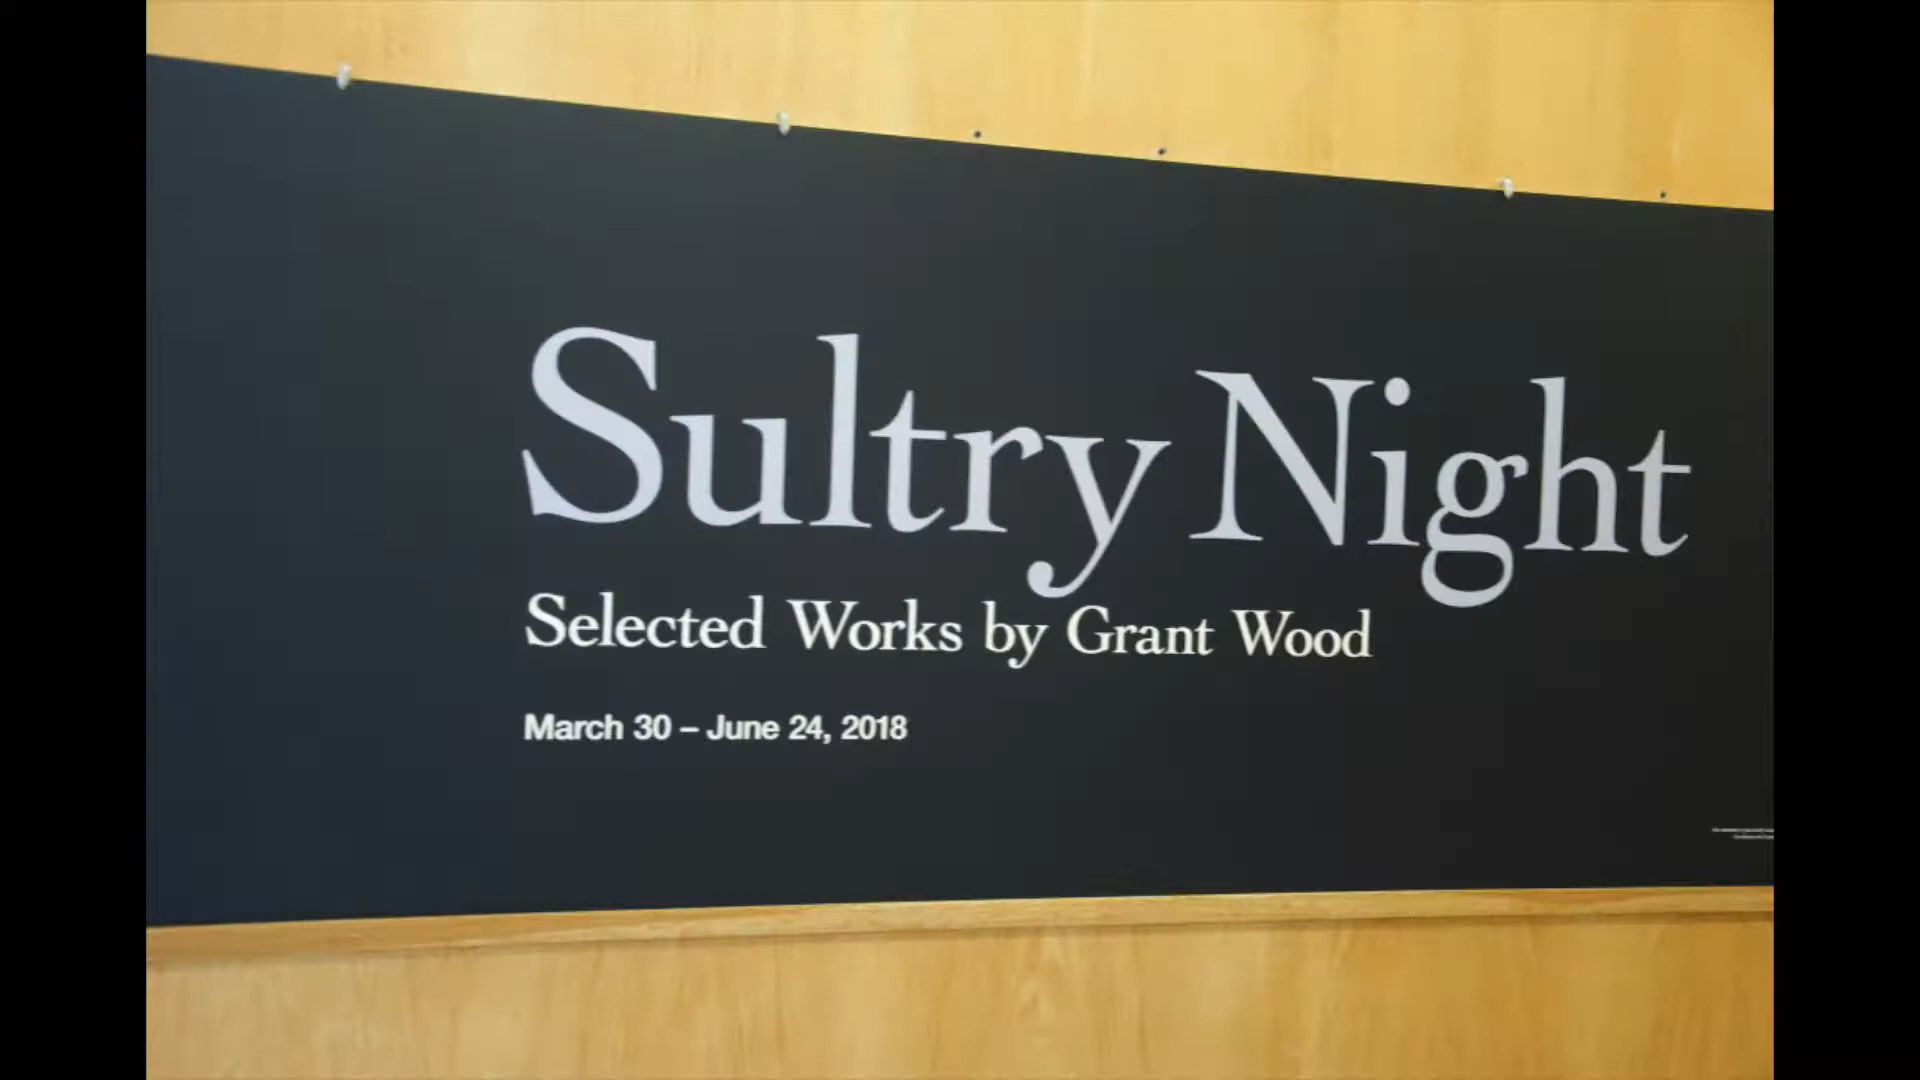 Sultry Night
Selected Works by Grant Wood
March 30 – June 24, 2018